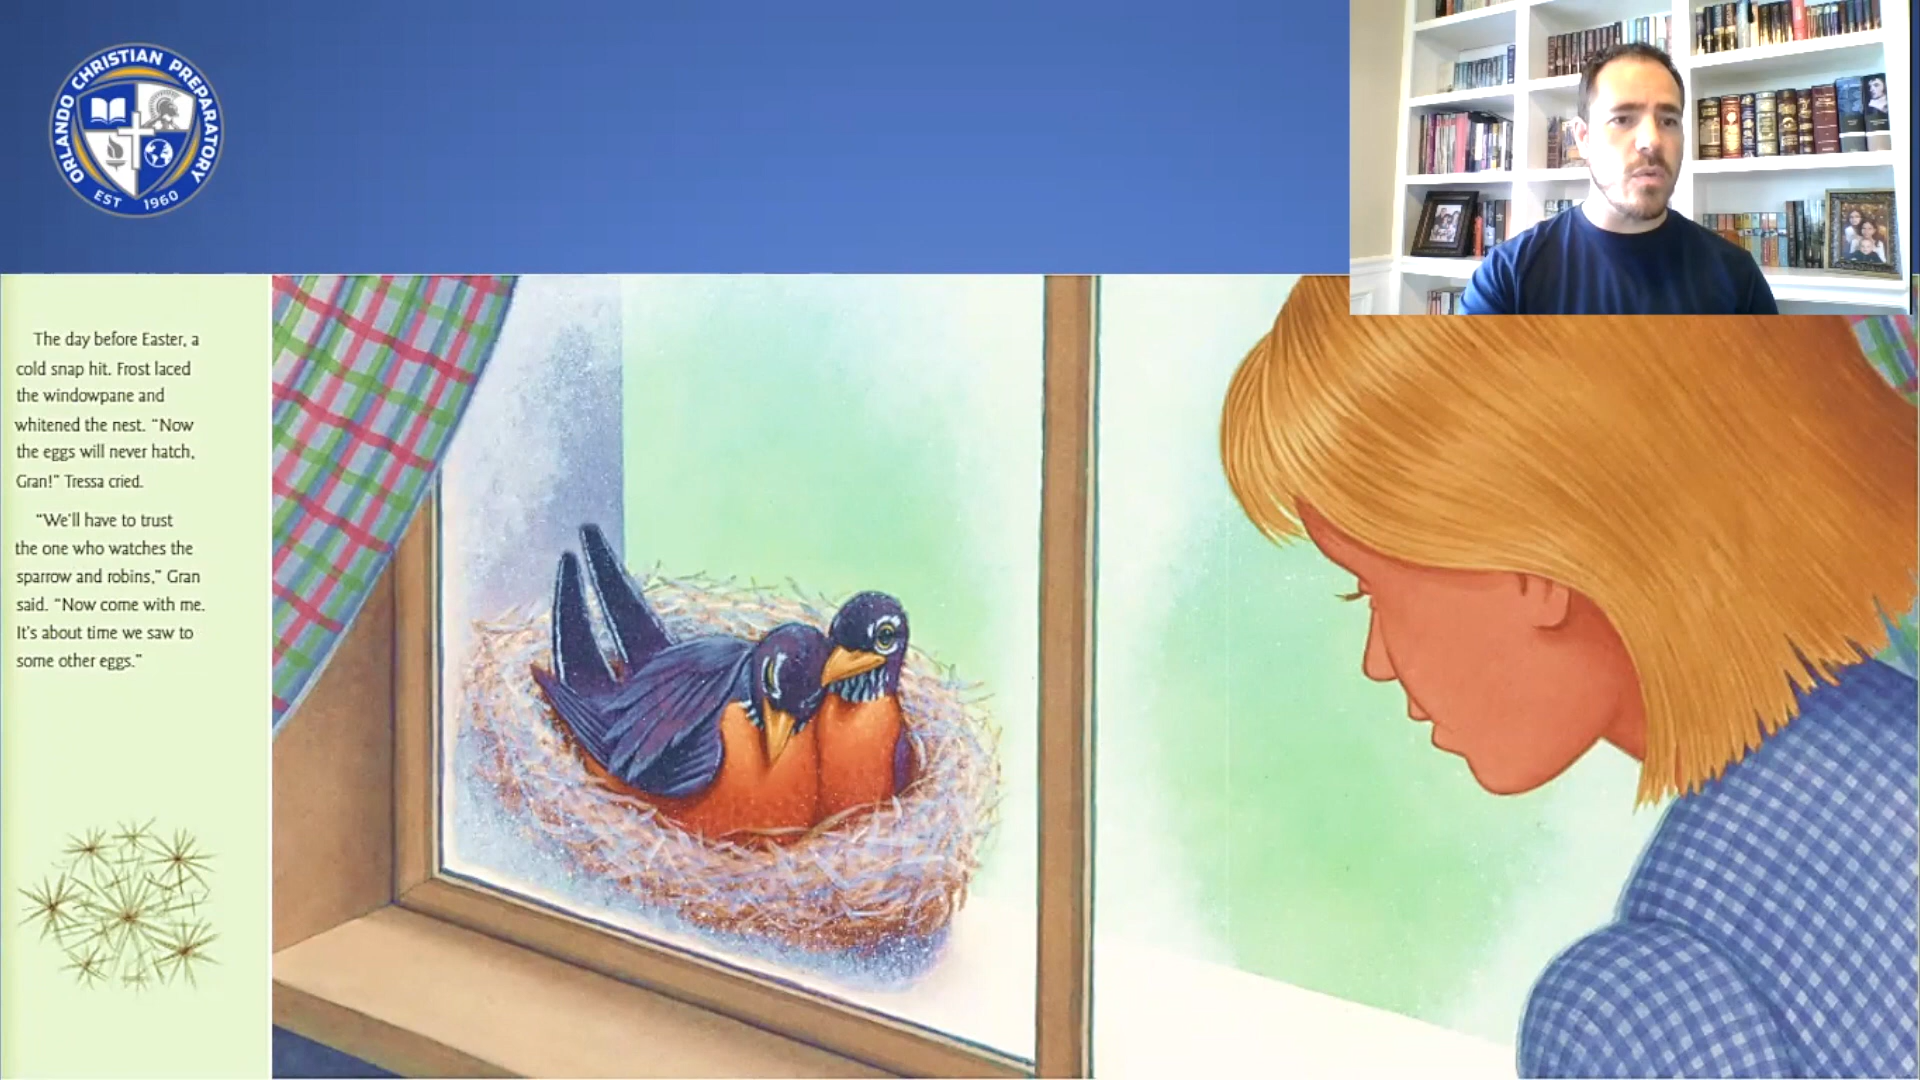 ORLANDO CHRISTIAN PREPARATORY
EST 1960
The day before Easter, a
cold snap hit. Frost laced
the windowpane and
whitened the nest. “Now
the eggs will never hatch,
Gran!” Tressa cried.
“We’ll have to trust
the one who watches the
sparrow and robins,” Gran
said. “Now come with me.
It’s about time we saw to
some other eggs.”